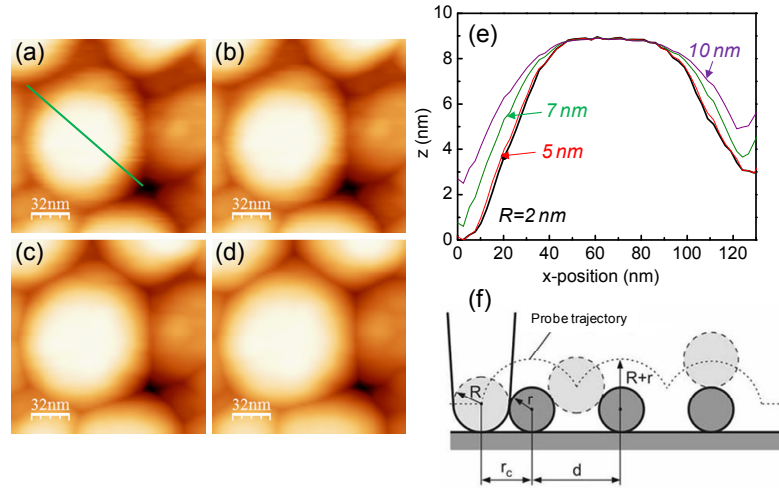 (a)
32nm
(b)
32nm
(c)
32nm
(d)
32nm
(e)
10
8
6
4
2
0
z (nm)
10 nm
7 nm
5 nm
R=2 nm
0 20 40 60 80 100 120
x-position (nm)
(f)
Probe trajectory
R
r
R+r
r_c
d